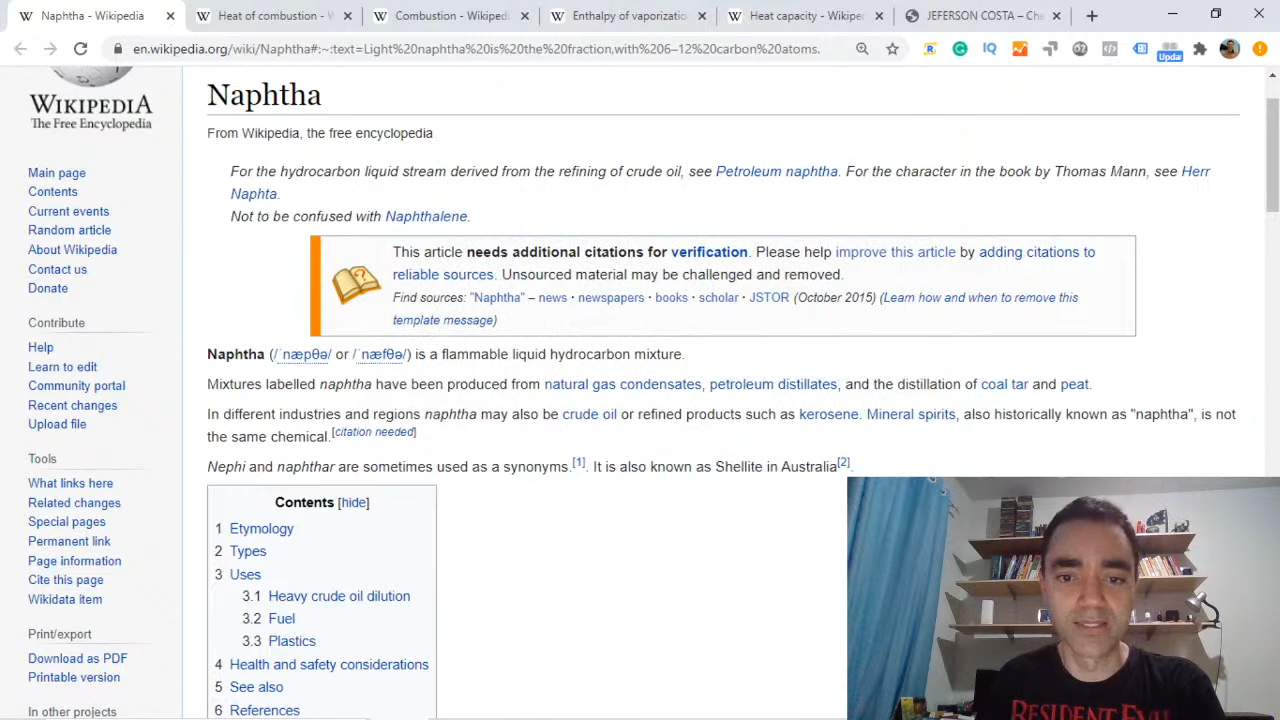 Naphtha - Wikipedia
Heat of combustion - W
Combustion - Wikipedi
Enthalpy of vaporizatio
Heat capacity - Wikiper
JEFERSON COSTA – Che
en.wikipedia.org/wiki/Naphtha#:~:text=Light%20naphtha%20is%20the%20fraction,with%206–12%20carbon%20atoms.
Updat
WIKIPEDIA
The Free Encyclopedia
Main page
Contents
Current events
Random article
About Wikipedia
Contact us
Donate
Contribute
Help
Learn to edit
Community portal
Recent changes
Upload file
Tools
What links here
Related changes
Special pages
Permanent link
Page information
Cite this page
Wikidata item
Print/export
Download as PDF
Printable version
In other projects
Naphtha
From Wikipedia, the free encyclopedia
For the hydrocarbon liquid stream derived from the refining of crude oil, see Petroleum naphtha. For the character in the book by Thomas Mann, see Herr
Naphta.
Not to be confused with Naphthalene.
This article needs additional citations for verification. Please help improve this article by adding citations to
reliable sources. Unsourced material may be challenged and removed.
Find sources: "Naphtha" – news · newspapers · books · scholar · JSTOR (October 2015) (Learn how and when to remove this
template message)
Naphtha (/ˈnæpθə/ or /ˈnæfθə/) is a flammable liquid hydrocarbon mixture.
Mixtures labelled naphtha have been produced from natural gas condensates, petroleum distillates, and the distillation of coal tar and peat.
In different industries and regions naphtha may also be crude oil or refined products such as kerosene. Mineral spirits, also historically known as "naphtha", is not
the same chemical.[citation needed]
Nephi and naphthar are sometimes used as a synonyms.[1]. It is also known as Shellite in Australia[2].
Contents [hide]
1 Etymology
2 Types
3 Uses
3.1 Heavy crude oil dilution
3.2 Fuel
3.3 Plastics
4 Health and safety considerations
5 See also
6 References
RESIDENT EVIL